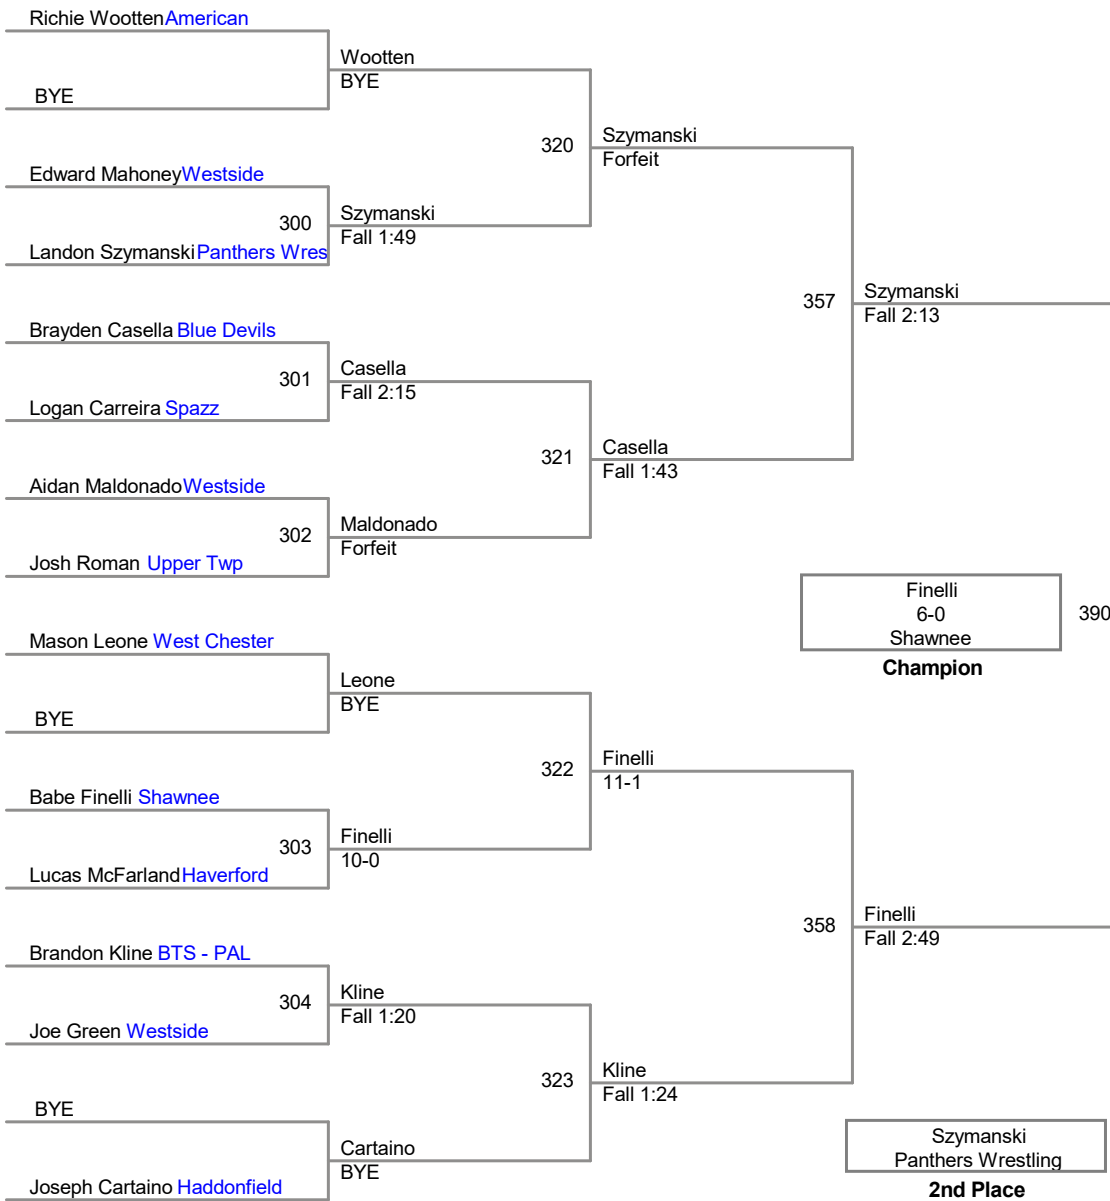 Richie Wootten American
Wootten
BYE
BYE
320
Szymanski
Forfeit
Edward Mahoney Westside
300
Szymanski
Fall 1:49
Landon Szymanski Panthers Wres
357
Szymanski
Fall 2:13
Brayden Casella Blue Devils
301
Casella
Fall 2:15
Logan Carreira Spazz
321
Casella
Fall 1:43
Aidan Maldonado Westside
302
Maldonado
Forfeit
Josh Roman Upper Twp
Finelli
6-0
Shawnee
390
Champion
Mason Leone West Chester
Leone
BYE
BYE
322
Finelli
11-1
Babe Finelli Shawnee
303
Finelli
10-0
Lucas McFarland Haverford
358
Finelli
Fall 2:49
Brandon Kline BTS - PAL
304
Kline
Fall 1:20
Joe Green Westside
323
Kline
Fall 1:24
BYE
Cartaino
BYE
Joseph Cartaino Haddonfield
Szymanski
Panthers Wrestling
2nd Place